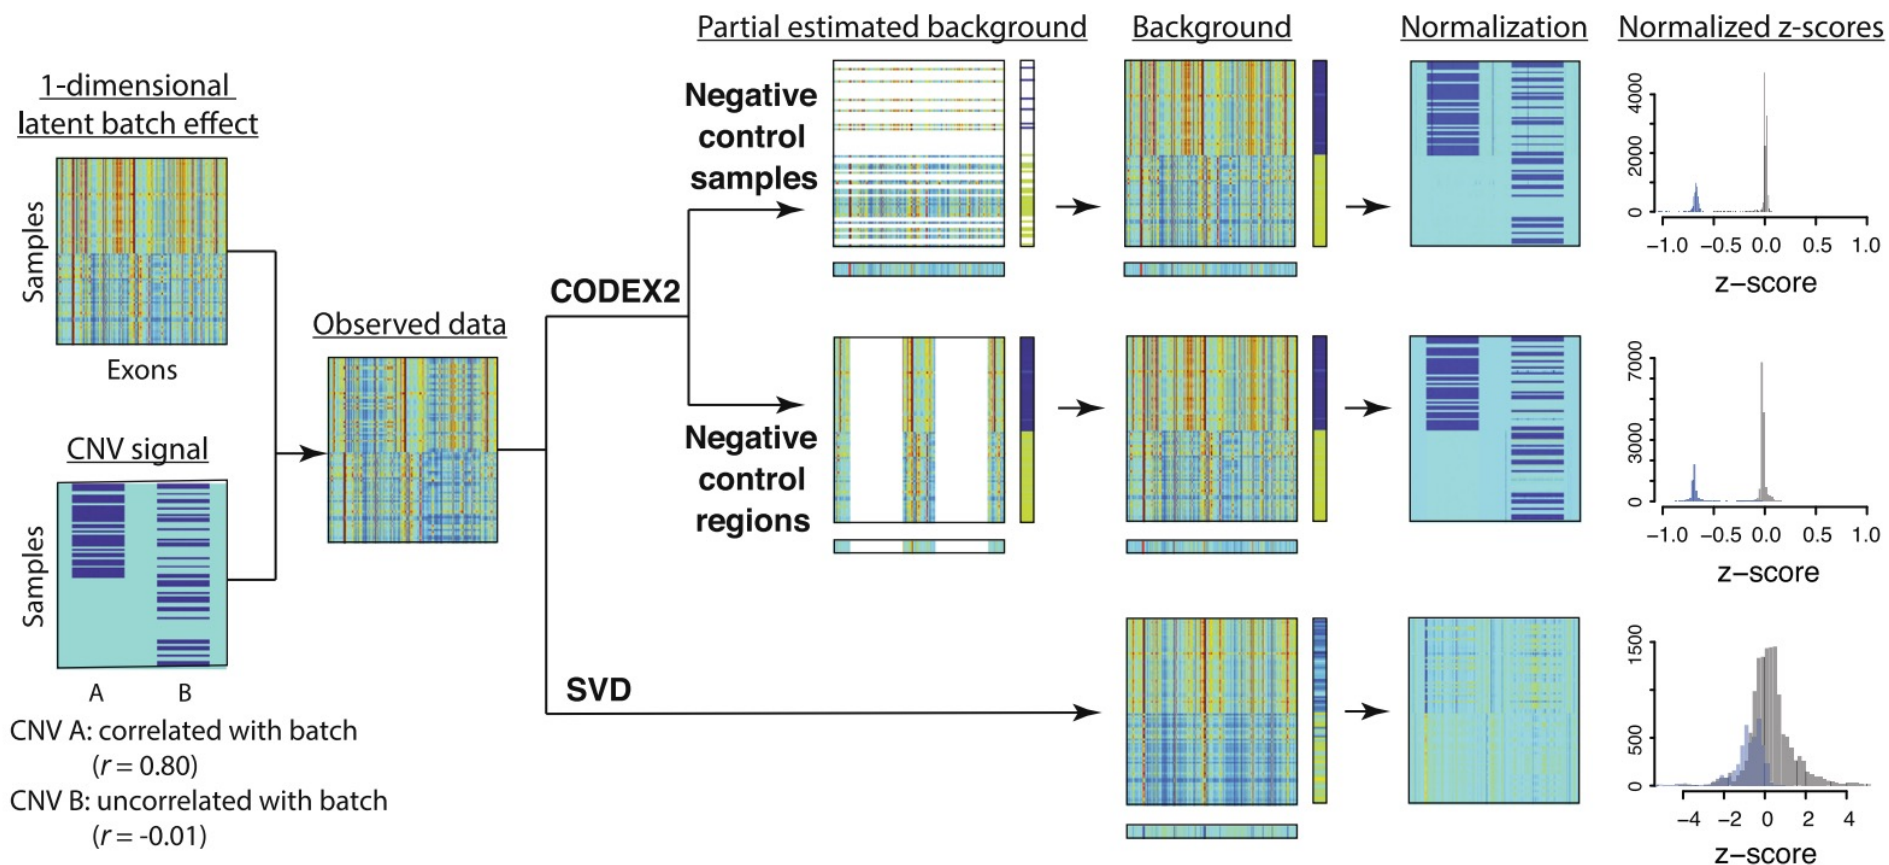 Partial estimated background
Background
Normalization
Normalized z-scores
1-dimensional
latent batch effect
Samples
Exons
CNV signal
Samples
A
B
CNV A: correlated with batch
(r = 0.80)
CNV B: uncorrelated with batch
(r = -0.01)
Observed data
CODEX2
SVD
Negative
control
samples
Negative
control
regions
4000
2000
0
−1.0 −0.5 0.0 0.5 1.0
z−score
7000
3000
0
−1.0 −0.5 0.0 0.5 1.0
z−score
1500
500
0
−4 −2 0 2 4
z−score